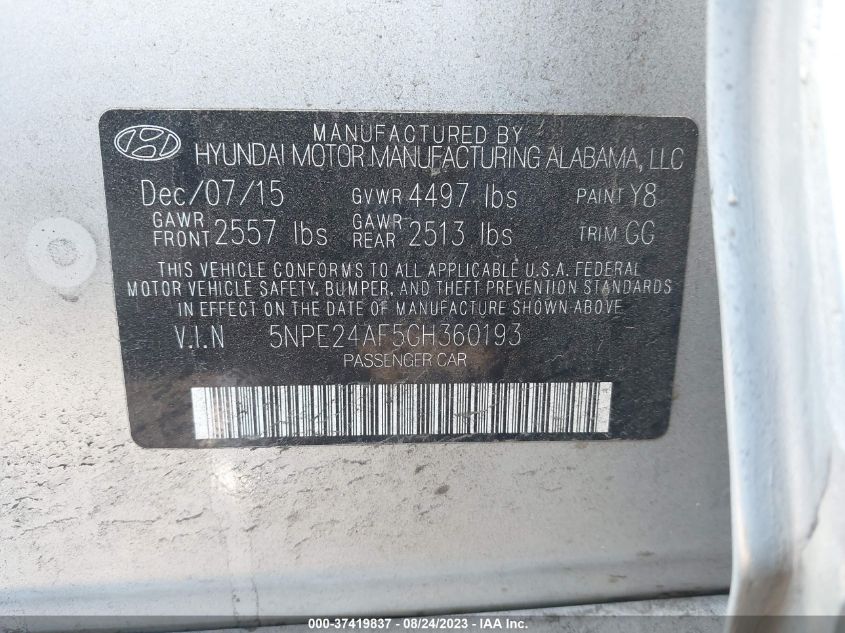 MANUFACTURED BY
HYUNDAI MOTOR MANUFACTURING ALABAMA, LLC
Dec/07/15 GVWR 4497 lbs PAINT Y8
GAWR FRONT 2557 lbs GAWR REAR 2513 lbs TRIM GG
THIS VEHICLE CONFORMS TO ALL APPLICABLE U.S.A. FEDERAL
MOTOR VEHICLE SAFETY, BUMPER, AND THEFT PREVENTION STANDARDS
IN EFFECT ON THE DATE OF MANUFACTURE SHOWN ABOVE
V.I.N 5NPE24AF5GH360193
PASSENGER CAR
000-37419837 - 08/24/2023 - IAAI.COM